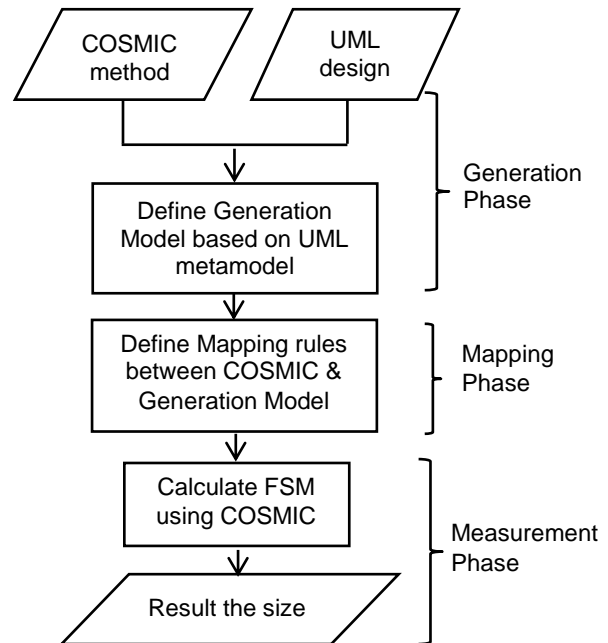 COSMIC
method
UML
design
Generation
Phase
Define Generation
Model based on UML
metamodel
Define Mapping rules
between COSMIC &
Generation Model
Mapping
Phase
Calculate FSM
using COSMIC
Measurement
Phase
Result the size